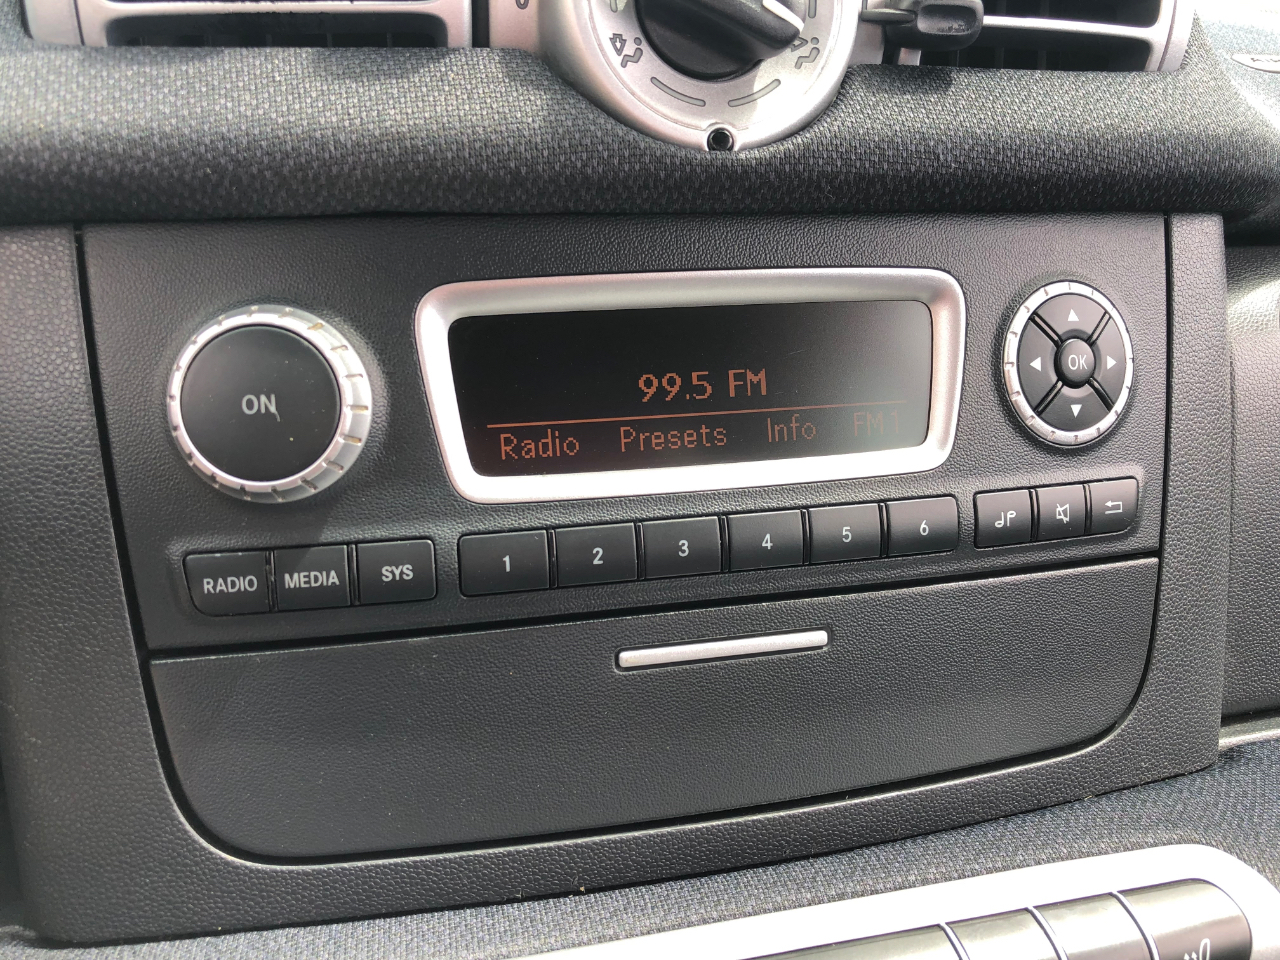 ON
99.5 FM
Radio Presets Info FM1
OK
RADIO MEDIA SYS 1 2 3 4 5 6